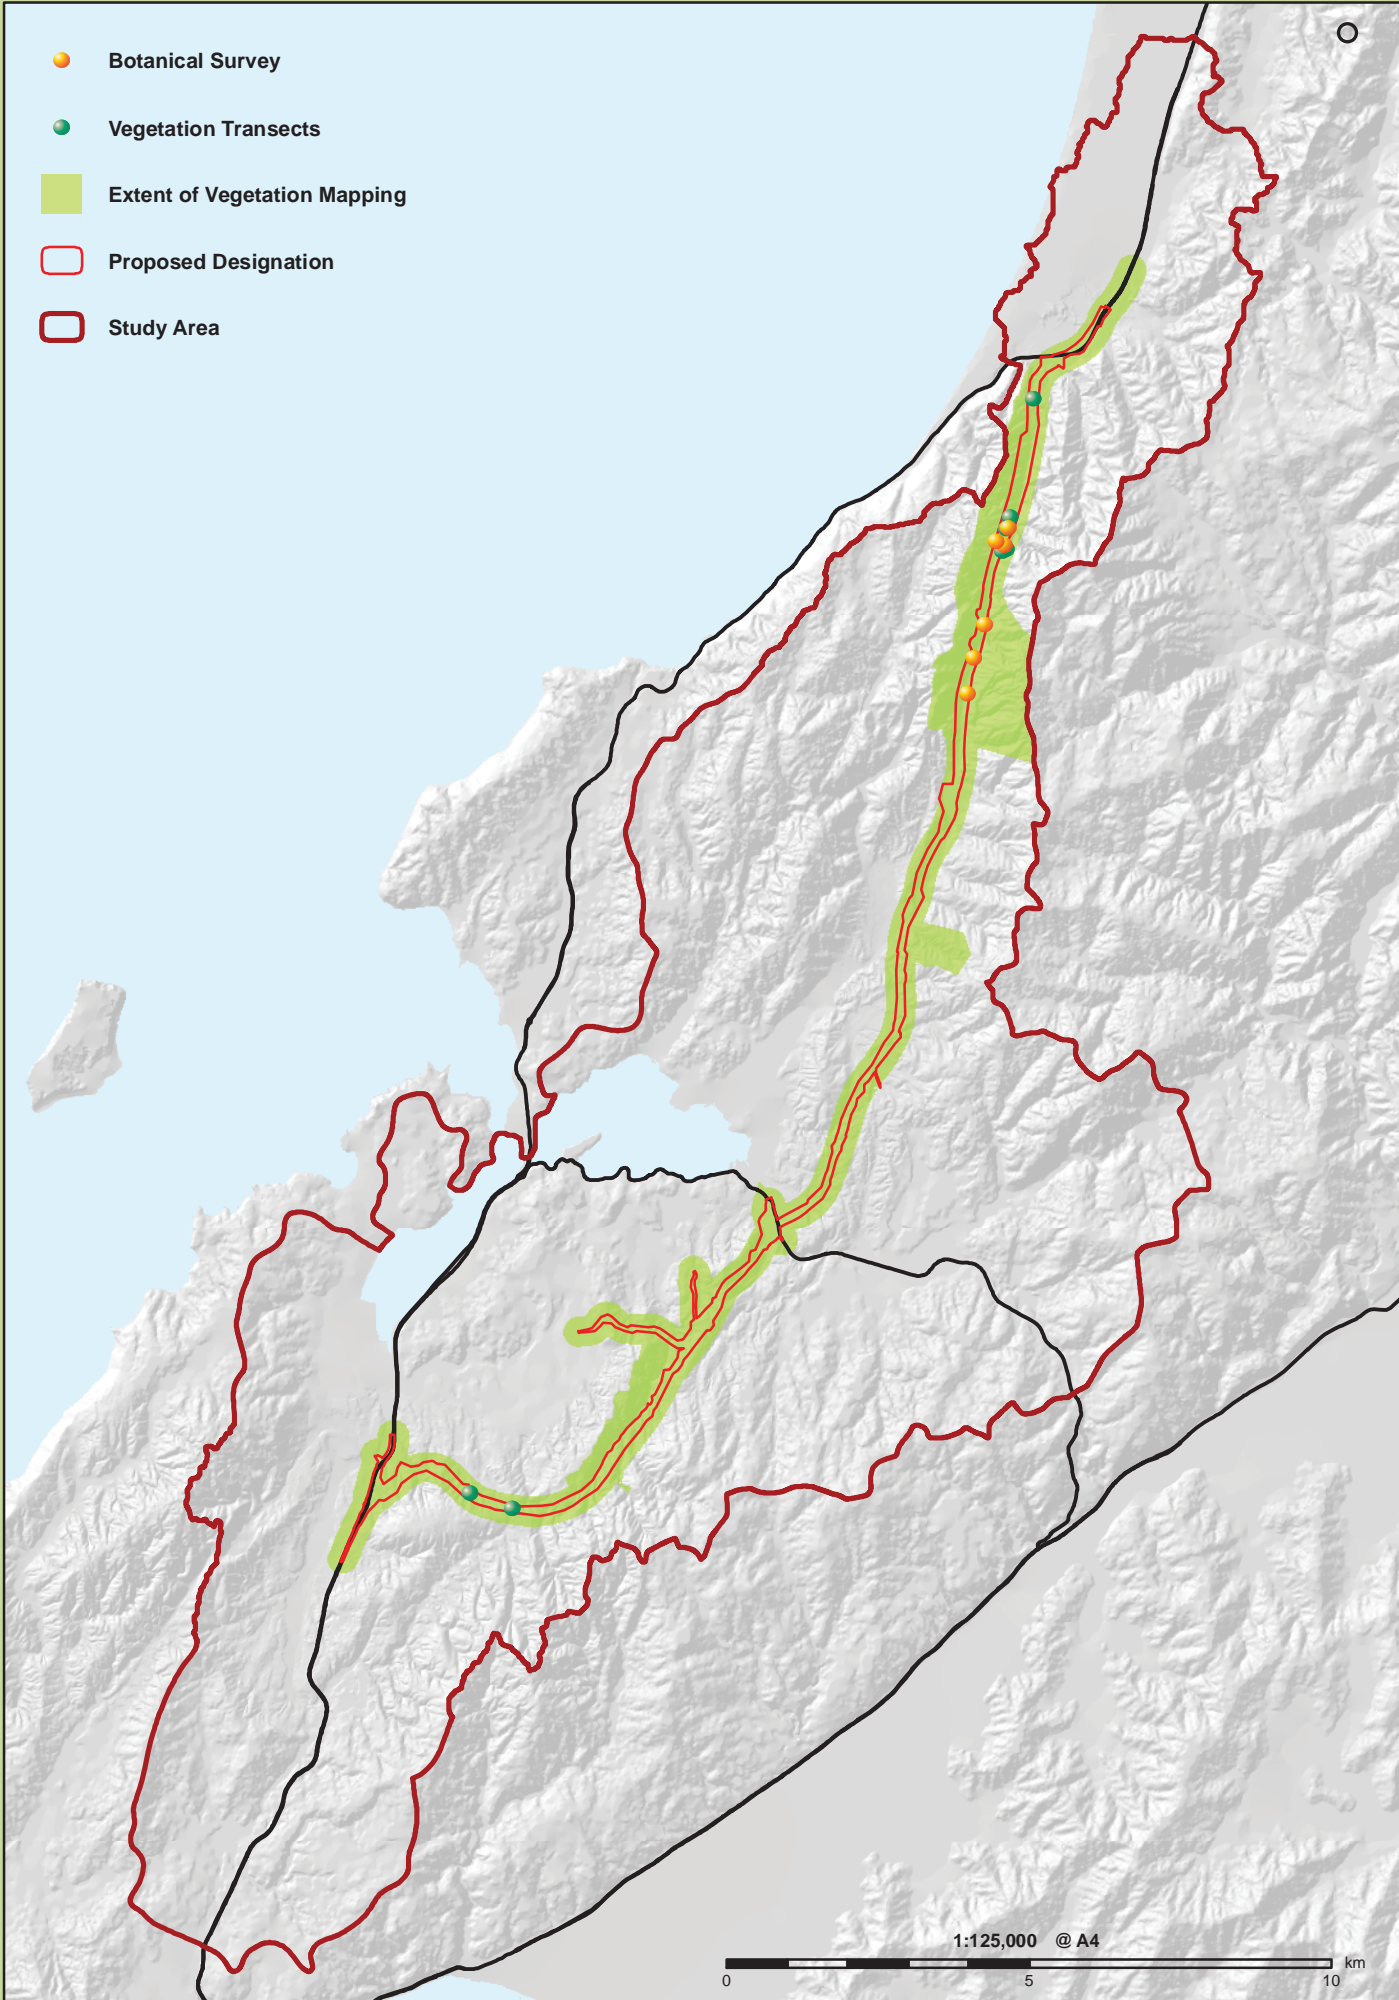 Botanical Survey
Vegetation Transects
Extent of Vegetation Mapping
Proposed Designation
Study Area
1:125,000 @ A4
km
0 5 10